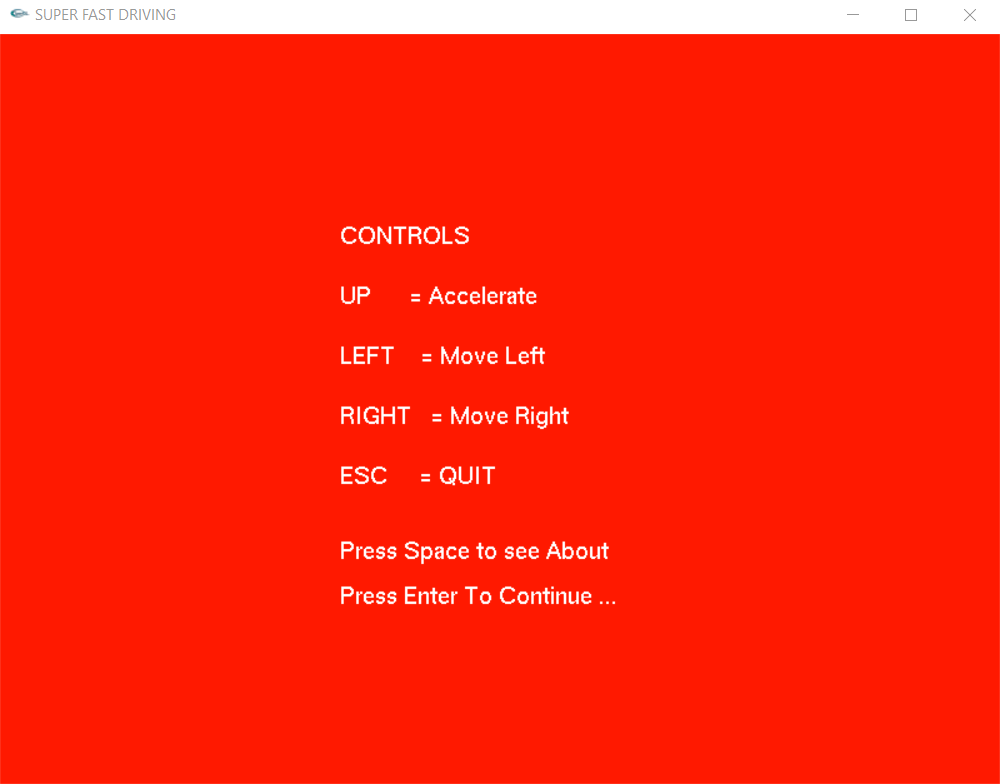 SUPER FAST DRIVING
CONTROLS
UP = Accelerate
LEFT = Move Left
RIGHT = Move Right
ESC = QUIT
Press Space to see About
Press Enter To Continue ...